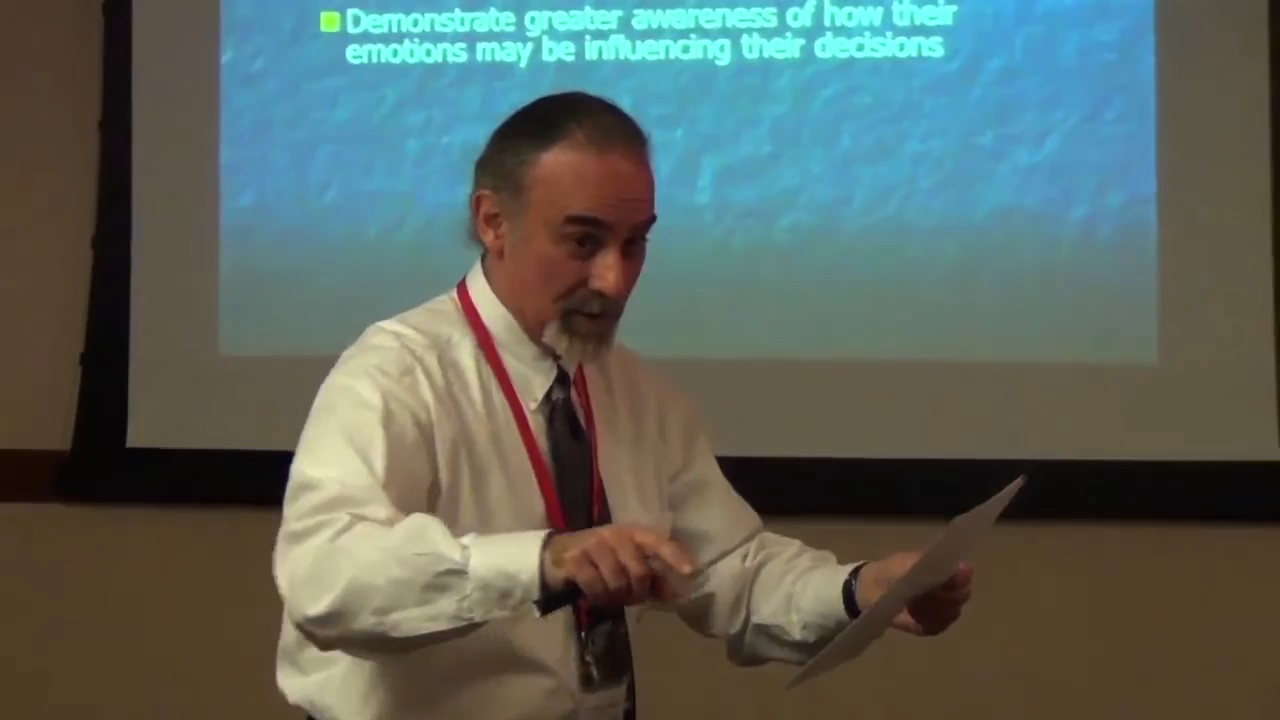 Demonstrate greater awareness of how their
emotions may be influencing their decisions